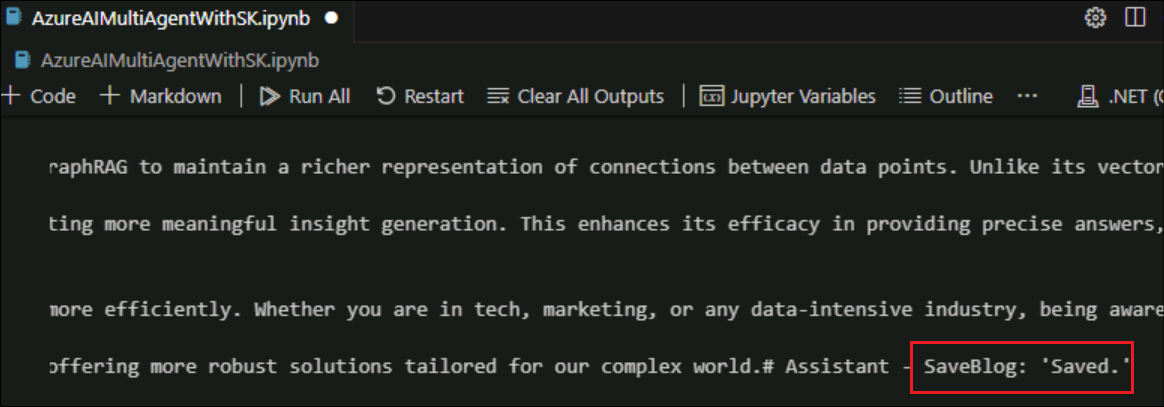 AzureAIMultiAgentWithSK.ipynb
AzureAIMultiAgentWithSK.ipynb
+ Code + Markdown | Run All Restart Clear All Outputs | Jupyter Variables Outline ... .NET (
raphRAG to maintain a richer representation of connections between data points. Unlike its vector
ting more meaningful insight generation. This enhances its efficacy in providing precise answers,
more efficiently. Whether you are in tech, marketing, or any data-intensive industry, being aware
offering more robust solutions tailored for our complex world.# Assistant - SaveBlog: 'Saved.'